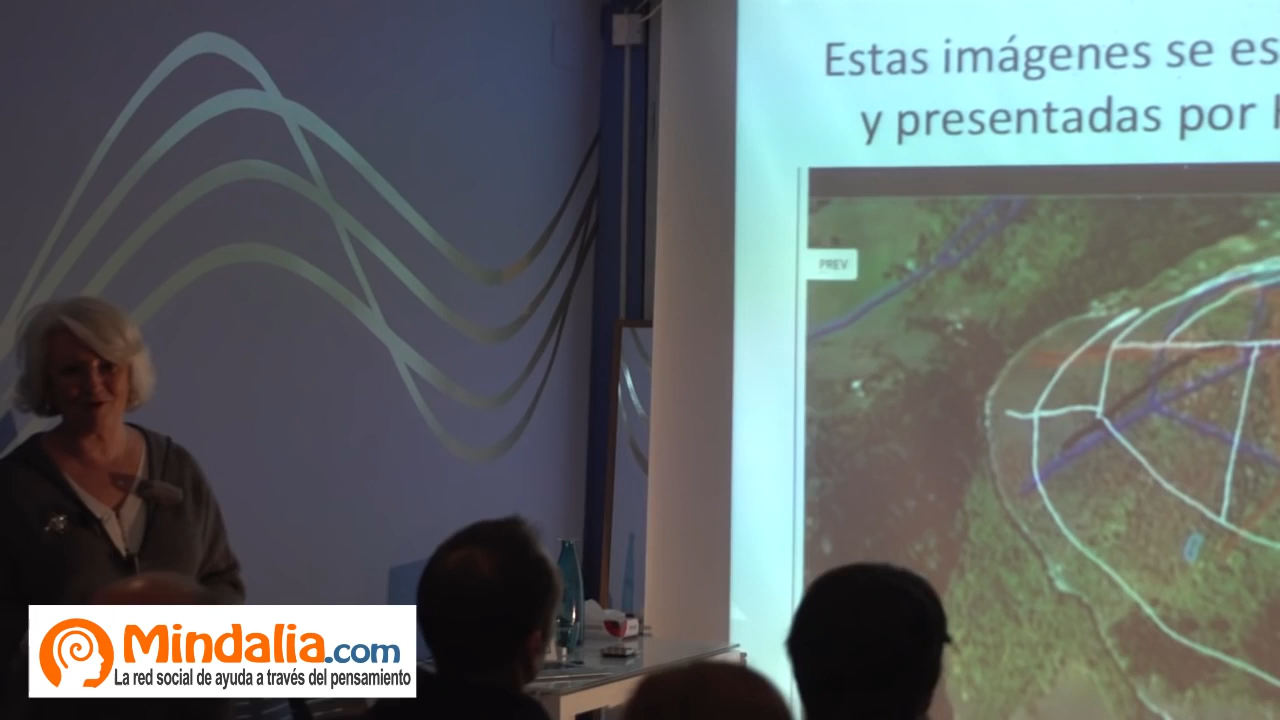 Estas imágenes se es
y presentadas por
PREV
Mindalia.com
La red social de ayuda a través del pensamiento